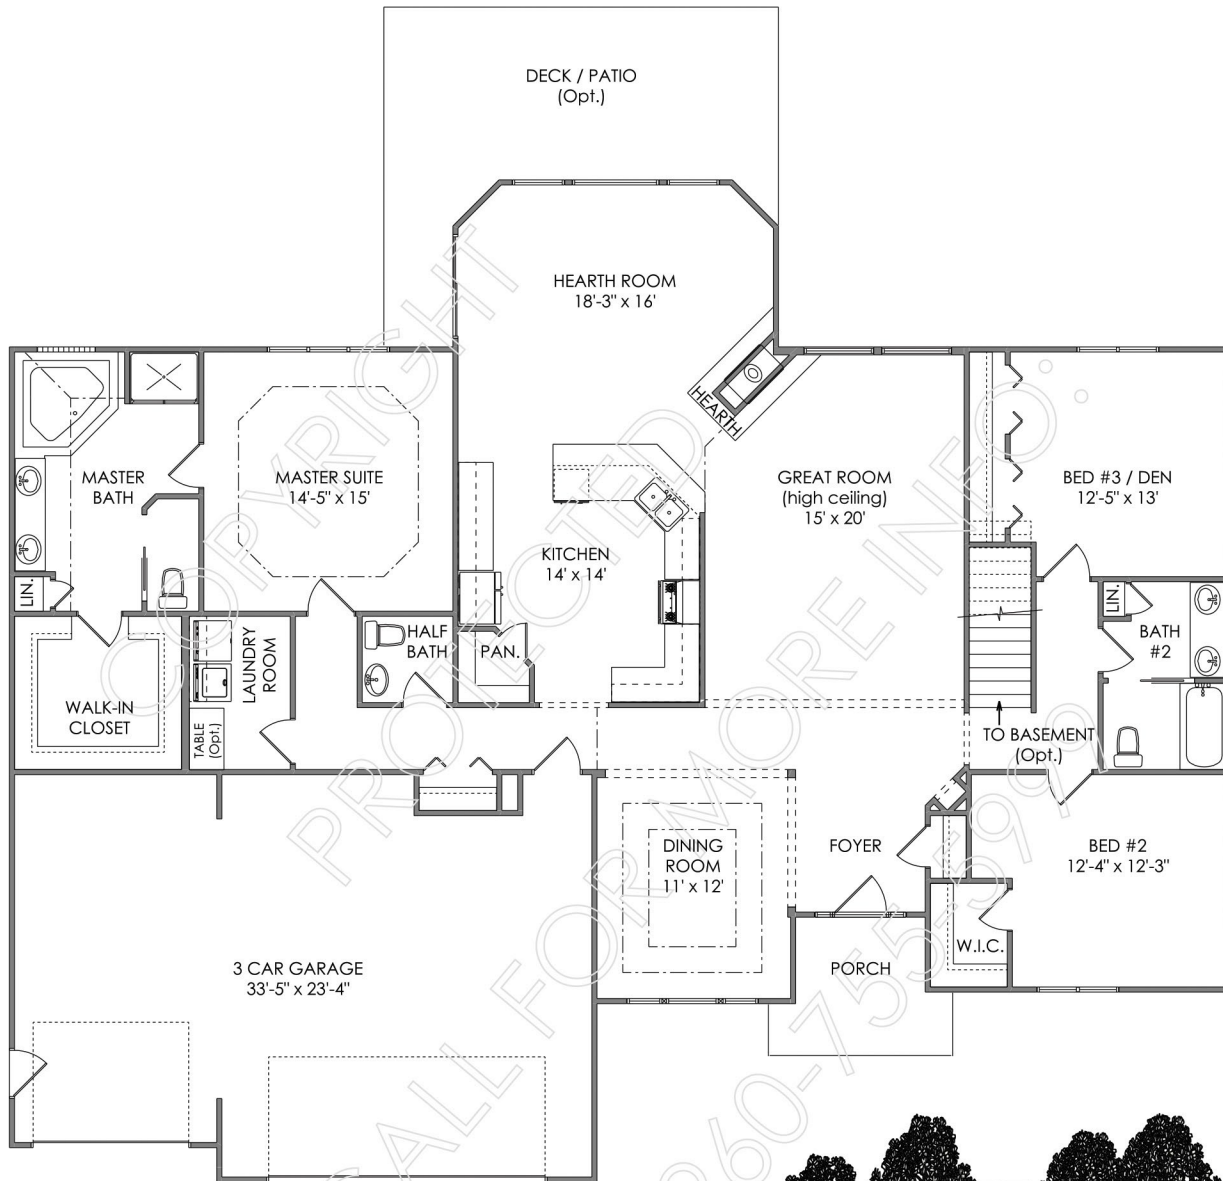 DECK / PATIO
(Opt.)
HEARTH ROOM
18'-3" x 16'
HEARTH
MASTER
BATH
MASTER SUITE
14'-5" x 15'
GREAT ROOM
(high ceiling)
15' x 20'
BED #3 / DEN
12'-5" x 13'
KITCHEN
14' x 14'
LIN.
LAUNDRY
ROOM
HALF
BATH
PAN.
LIN.
BATH
#2
WALK-IN
CLOSET
TABLE
(Opt.)
TO BASEMENT
(Opt.)
DINING
ROOM
11' x 12'
FOYER
BED #2
12'-4" x 12'-3"
W.I.C.
3 CAR GARAGE
33'-5" x 23'-4"
PORCH
COPYRIGHT
PROTECTED
CALL FOR MORE INFO:
260-755-5999